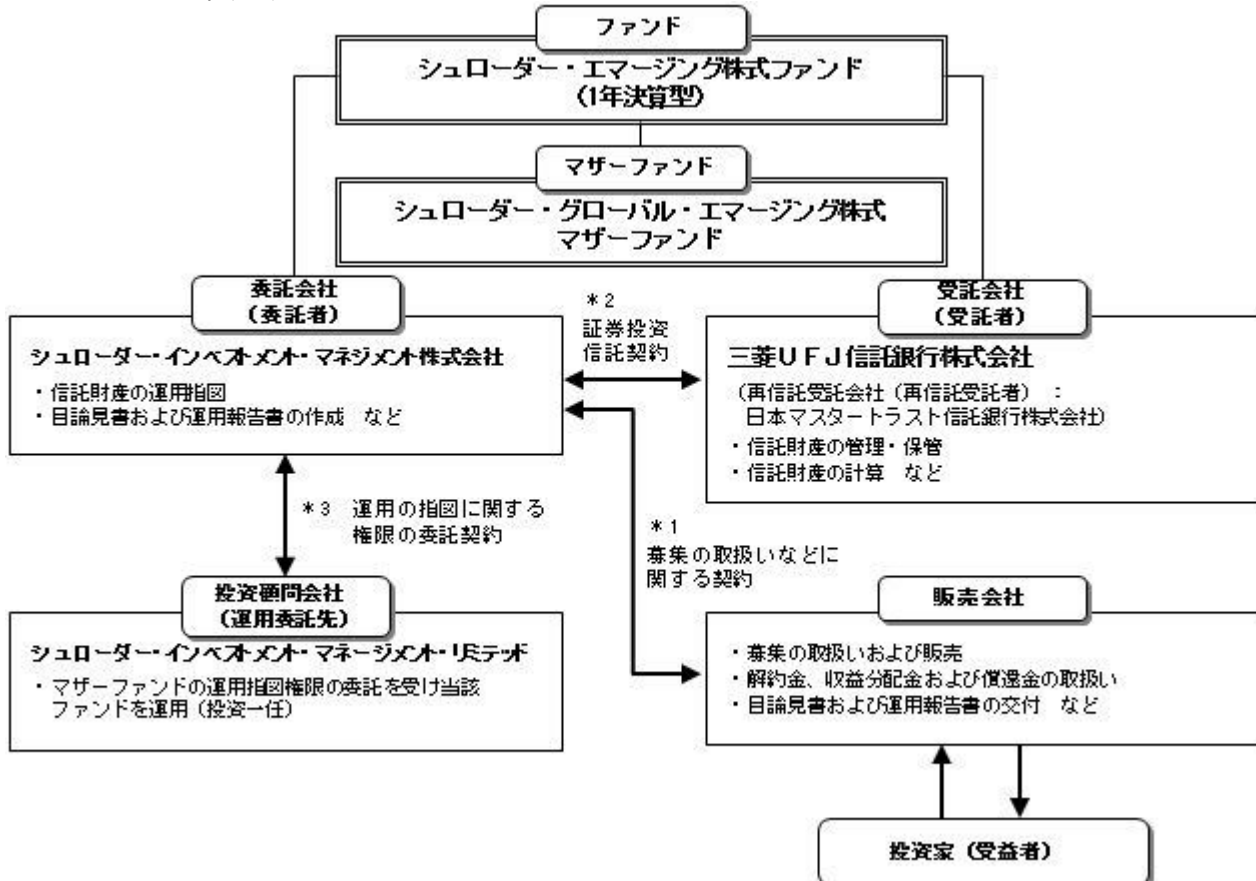 ファンド
シュローダー・エマージング株式ファンド
(1年決算型)
マザーファンド
シュローダー・グローバル・エマージング株式
マザーファンド
委託会社
(委託者)
シュローダー・インベストメント・マネジメント株式会社
・信託財産の運用指図
・目論見書および運用報告書の作成　など
*2
証券投資
信託契約
受託会社
(受託者)
三菱UFJ信託銀行株式会社
(再信託受託会社(再信託受託者)　:
日本マスタートラスト信託銀行株式会社)
・信託財産の管理・保管
・信託財産の計算　など
*3　運用の指図に関する
権限の委託契約
*1
募集の取扱いなどに
関する契約
投資顧問会社
(運用委託先)
シュローダー・インベストメント・マネージメント・リミテッド
・マザーファンドの運用指図権限の委託を受け当該
ファンドを運用(投資一任)
販売会社
・募集の取扱いおよび販売
・解約金、収益分配金および償還金の取扱い
・目論見書および運用報告書の交付　など
投資家(受益者)